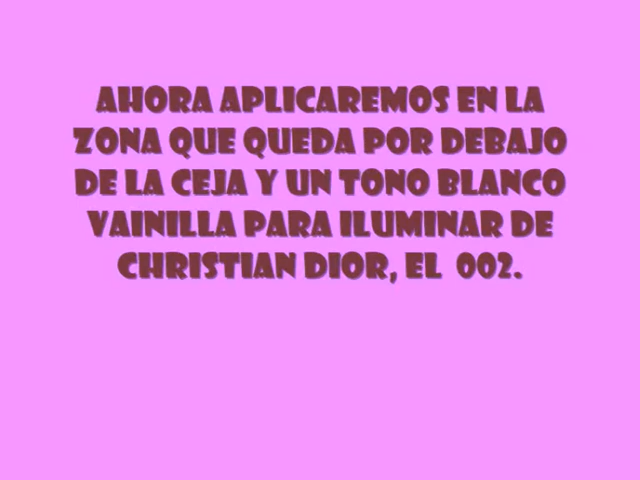 AHORA APLICAREMOS EN LA
ZONA QUE QUEDA POR DEBAJO
DE LA CEJA Y UN TONO BLANCO
VAINILLA PARA ILUMINAR DE
CHRISTIAN DIOR, EL 002.